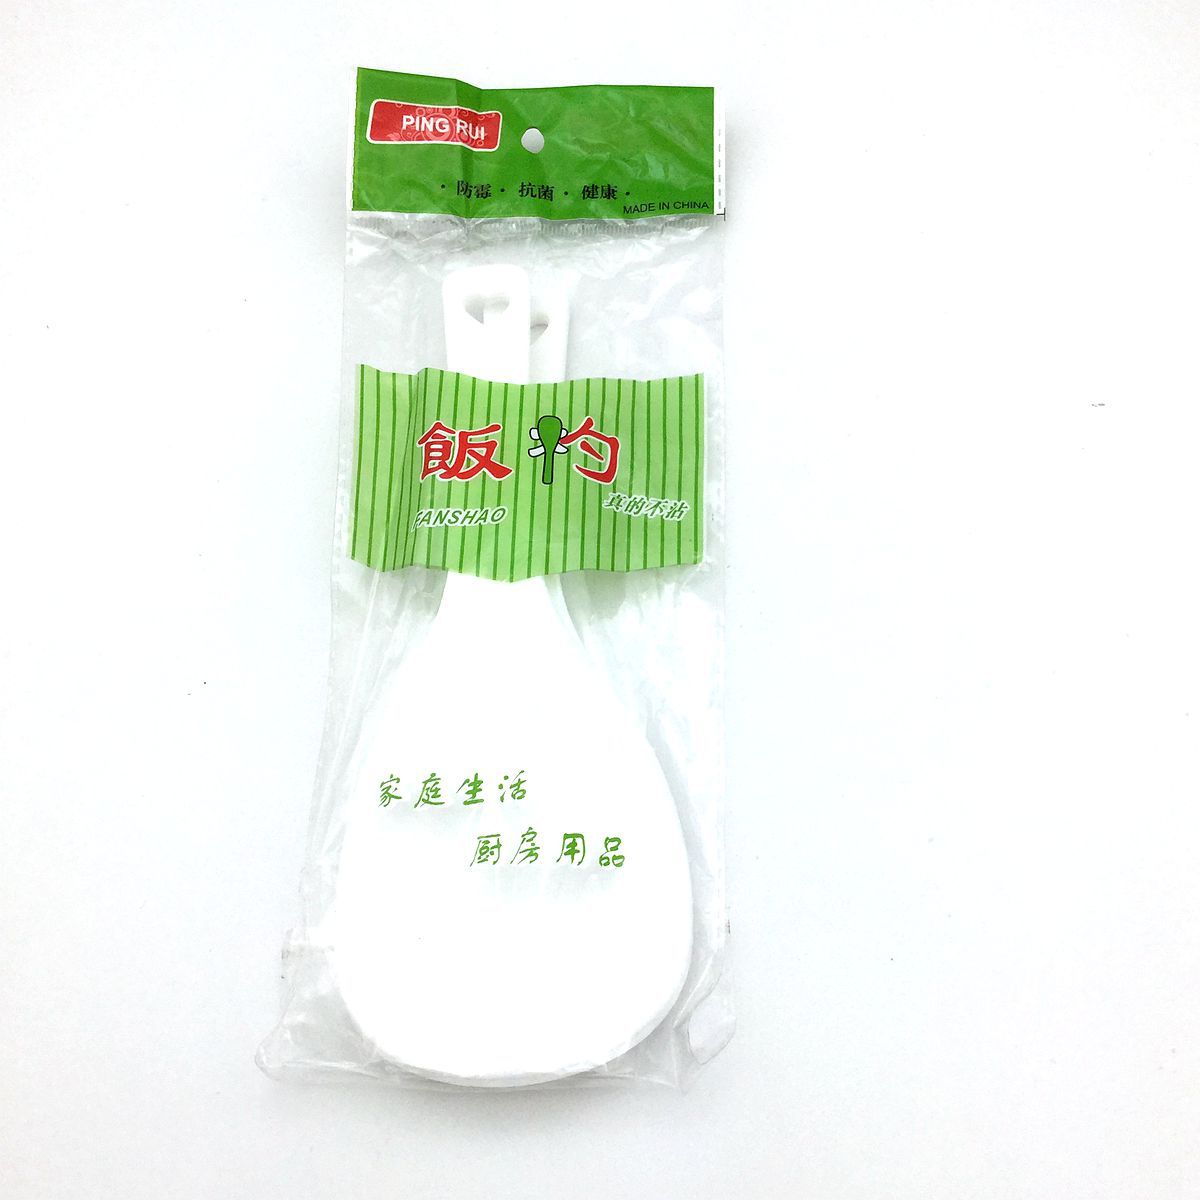 PING RUI
·防霉·抗菌·健康·
MADE IN CHINA
飯杓
FANSHAO
真的不沾
家庭生活
厨房用品